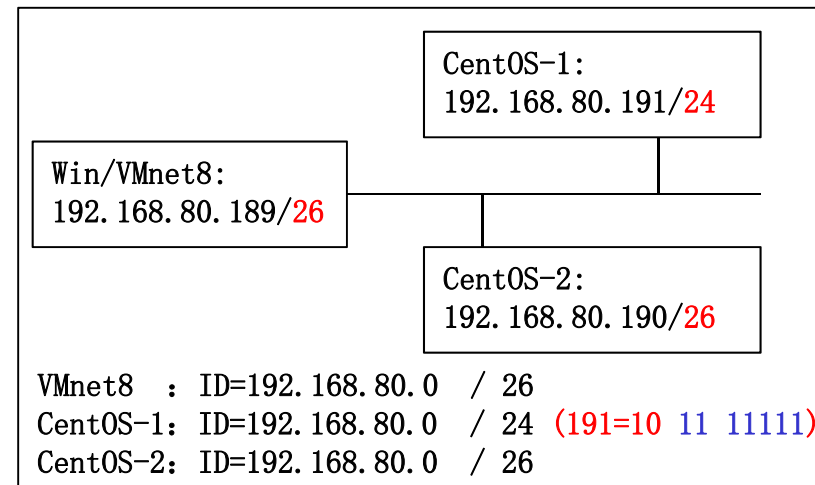 CentOS-1:
192.168.80.191/24
Win/VMnet8:
192.168.80.189/26
CentOS-2:
192.168.80.190/26
VMnet8 ：ID=192.168.80.0 / 26
CentOS-1：ID=192.168.80.0 / 24 (191=10 11 11111)
CentOS-2：ID=192.168.80.0 / 26